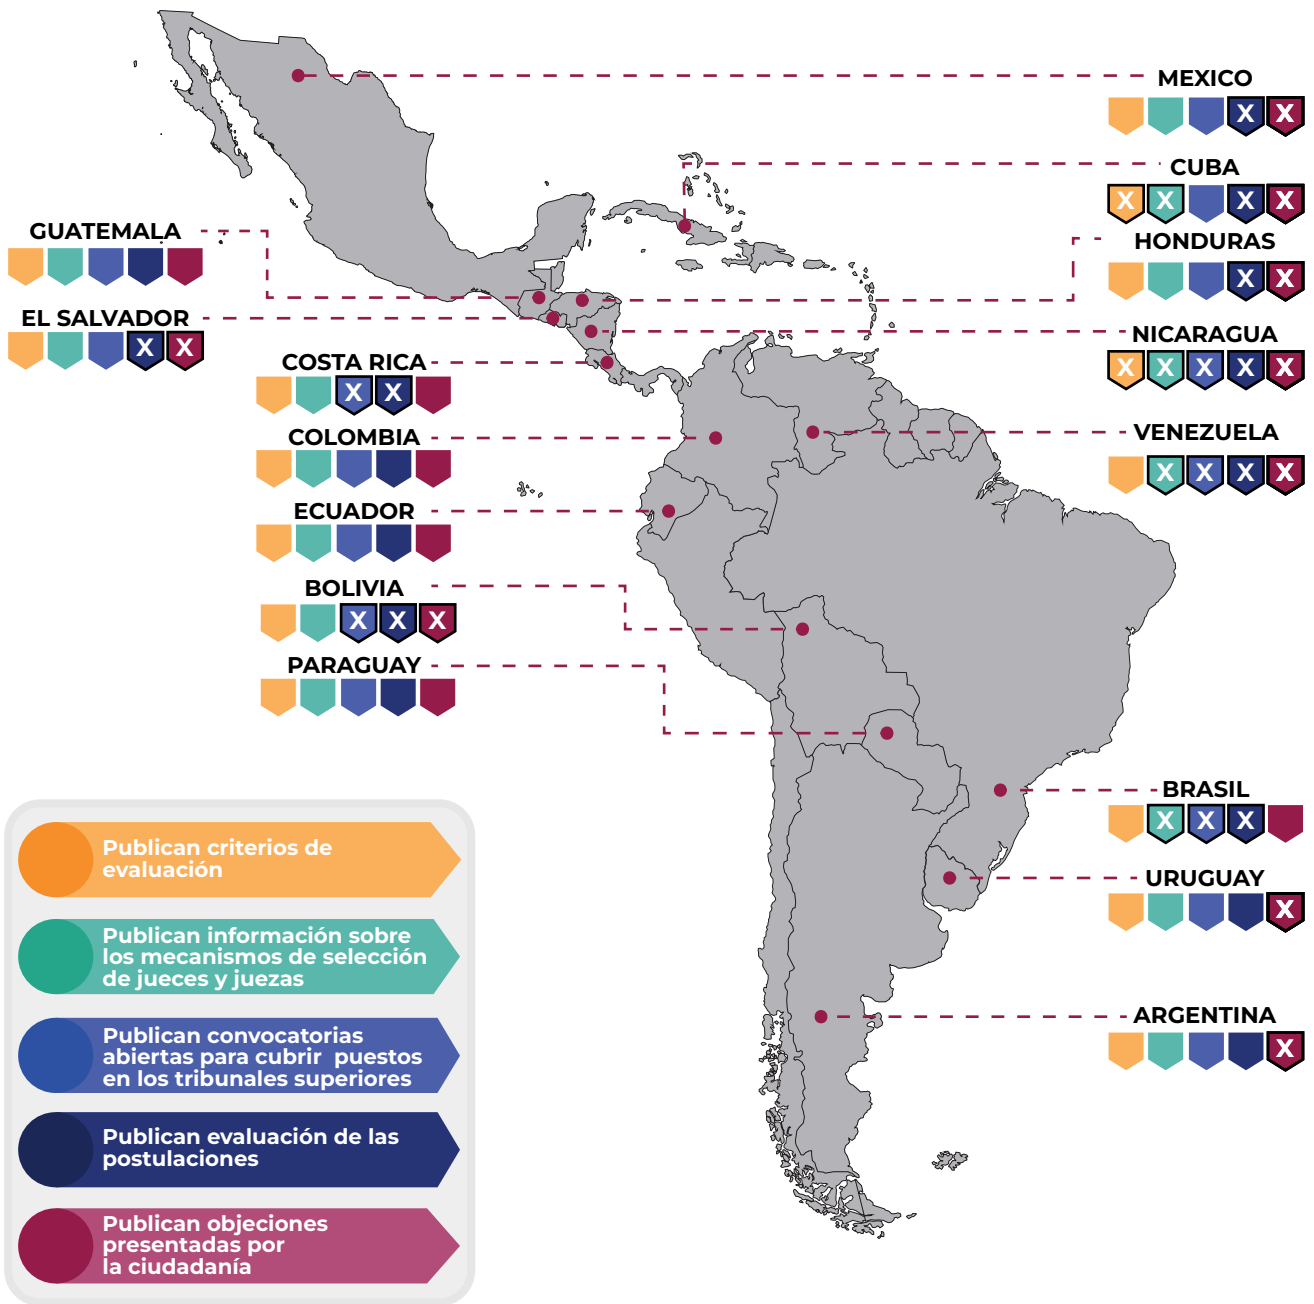 MEXICO
X X
CUBA
X X X X
GUATEMALA
HONDURAS
X X
EL SALVADOR
X X
NICARAGUA
X X X X X
COSTA RICA
X X
COLOMBIA
VENEZUELA
X X X X
ECUADOR
BOLIVIA
X X X
PARAGUAY
BRASIL
X X X
URUGUAY
X
ARGENTINA
X
Publican criterios de
evaluación
Publican información sobre
los mecanismos de selección
de jueces y juezas
Publican convocatorias
abiertas para cubrir puestos
en los tribunales superiores
Publican evaluación de las
postulaciones
Publican objeciones
presentadas por
la ciudadanía